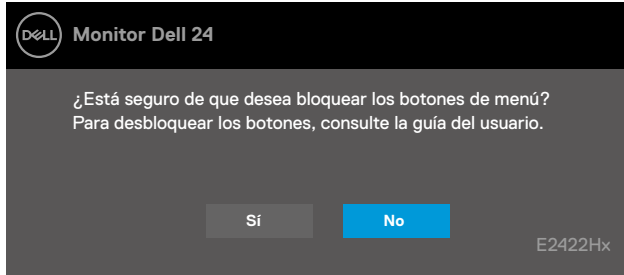 DELL Monitor Dell 24
¿Está seguro de que desea bloquear los botones de menú?
Para desbloquear los botones, consulte la guía del usuario.
Sí No
E2422Hx